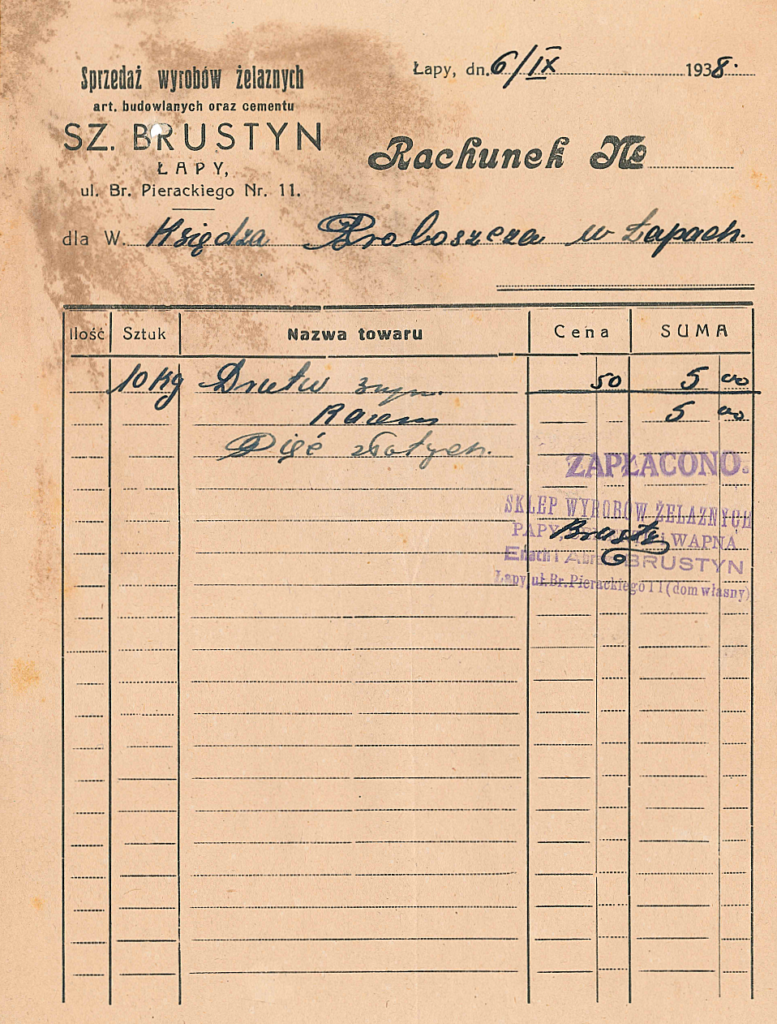 Sprzedaż wyrobów żelaznych
art. budowlanych oraz cementu
SZ. BRUSTYN
ŁAPY,
ul. Br. Pierackiego Nr. 11.
Łapy, dn. 6/IX 1938.
Rachunek №
dla W. Księdza Proboszcza w Łapach.
Ilość Sztuk Nazwa towaru Cena SUMA
10 kg Drutu 50 5 00
Razem 5 00
Pięć złotych.
ZAPŁACONO.
SKLEP WYROBÓW ŻELAZNYCH
PAPY, I WAPNA
BRUSTYN
Łapy, ul. Br. Pierackiego 11 (dom własny)